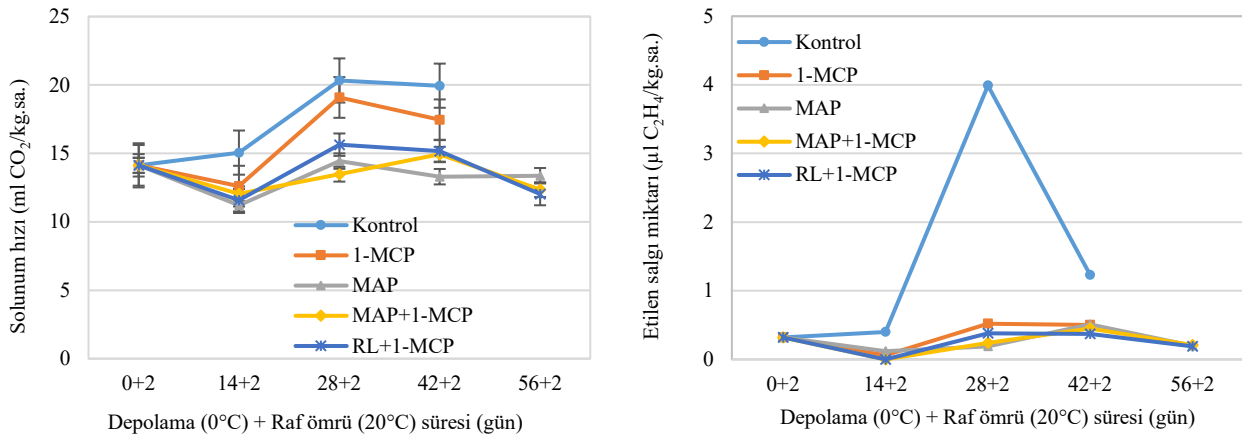 Solunum hızı (ml CO₂/kg.sa.)
25
20
15
10
5
0
Kontrol
1-MCP
MAP
MAP+1-MCP
RL+1-MCP
0+2 14+2 28+2 42+2 56+2
Depolama (0°C) + Raf ömrü (20°C) süresi (gün)
Etilen salgı miktarı (µl C₂H₄/kg.sa.)
5
4
3
2
1
0
Kontrol
1-MCP
MAP
MAP+1-MCP
RL+1-MCP
0+2 14+2 28+2 42+2 56+2
Depolama (0°C) + Raf ömrü (20°C) süresi (gün)